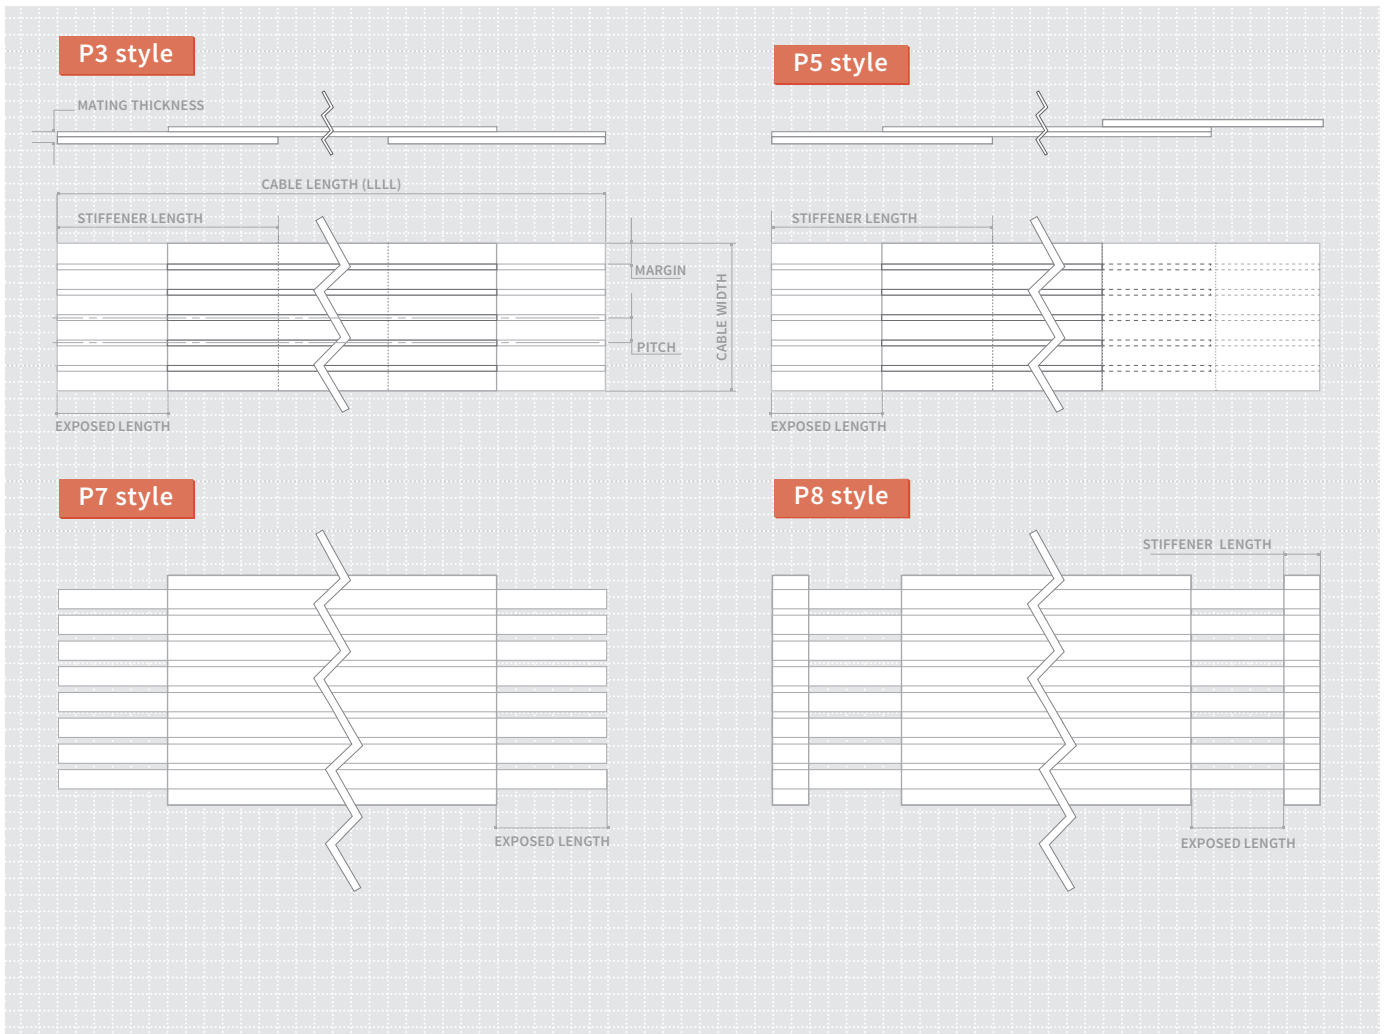 P3 style
MATING THICKNESS
CABLE LENGTH (LLLL)
STIFFENER LENGTH
MARGIN
PITCH
CABLE WIDTH
EXPOSED LENGTH
P5 style
STIFFENER LENGTH
EXPOSED LENGTH
P7 style
EXPOSED LENGTH
P8 style
STIFFENER LENGTH
EXPOSED LENGTH